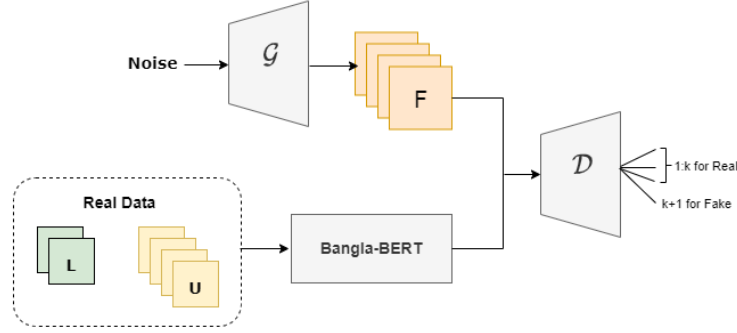 Noise
𝒢
F
Real Data
L
U
Bangla-BERT
𝒟
1:k for Real
k+1 for Fake